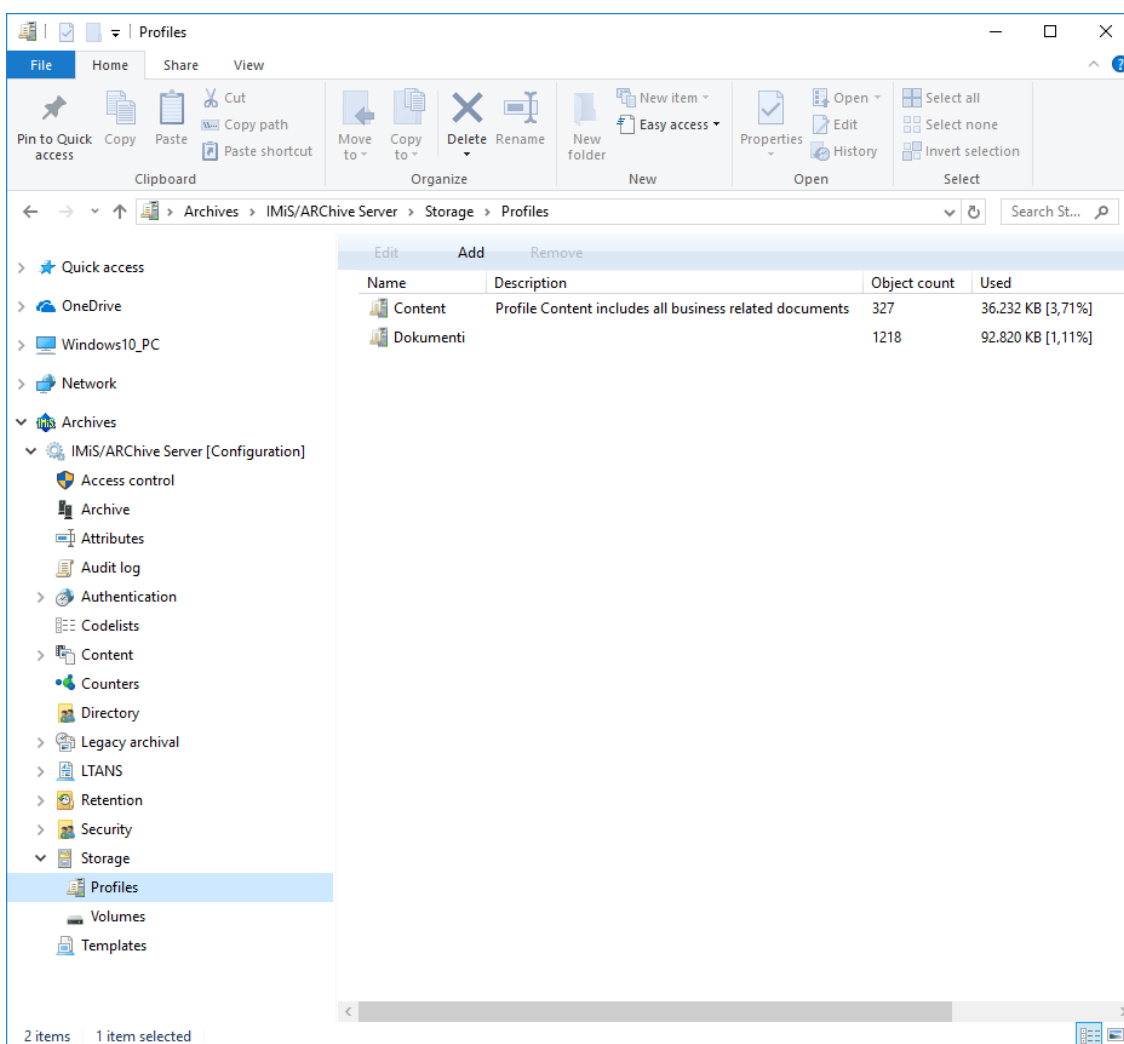 Profiles
File Home Share View
Pin to Quick access
Copy
Paste
Cut
Copy path
Paste shortcut
Move to
Copy to
Delete
Rename
New folder
New item
Easy access
Properties
Open
Edit
History
Select all
Select none
Invert selection
Clipboard Organize New Open Select
Archives > IMiS/ARChive Server > Storage > Profiles
Search St...
Edit Add Remove
Name Description Object count Used
Content Profile Content includes all business related documents 327 36.232 KB [3,71%]
Dokumenti 1218 92.820 KB [1,11%]
Quick access
OneDrive
Windows10_PC
Network
Archives
IMiS/ARChive Server [Configuration]
Access control
Archive
Attributes
Audit log
Authentication
Codelists
Content
Counters
Directory
Legacy archival
LTANS
Retention
Security
Storage
Profiles
Volumes
Templates
2 items 1 item selected